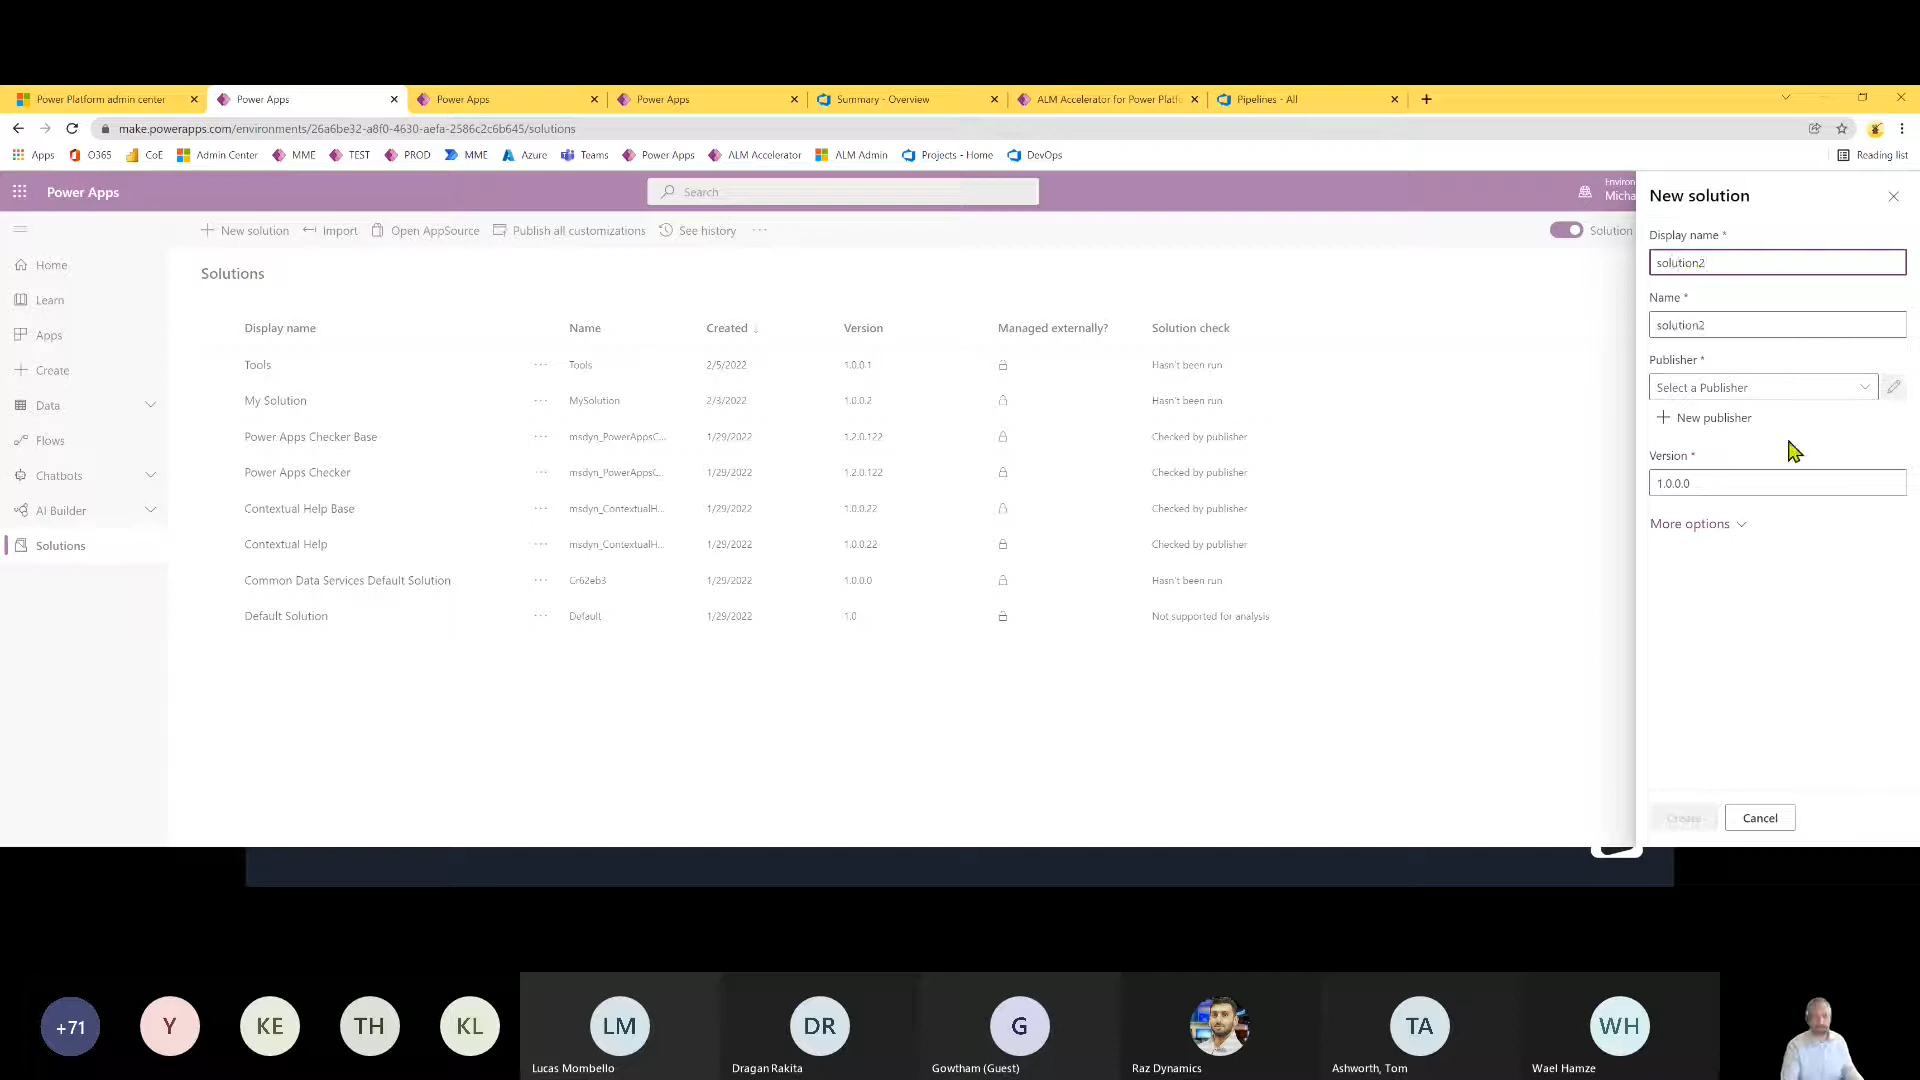 Power Platform admin center
Power Apps
Power Apps
Power Apps
Summary - Overview
ALM Accelerator for Power Platf
Pipelines - All
make.powerapps.com/environments/26a6be32-a8f0-4630-aefa-2586c2c6b645/solutions
Apps
O365
CoE
Admin Center
MME
TEST
PROD
MME
Azure
Teams
Power Apps
ALM Accelerator
ALM Admin
Projects - Home
DevOps
Reading list
Power Apps
Search
Environ
Micha
New solution
Import
Open AppSource
Publish all customizations
See history
···
Solution
Home
Learn
Apps
Create
Data
Flows
Chatbots
AI Builder
Solutions
Solutions
Display name Name Created ↓ Version Managed externally? Solution check
Tools ··· Tools 2/5/2022 1.0.0.1 Hasn't been run
My Solution ··· MySolution 2/3/2022 1.0.0.2 Hasn't been run
Power Apps Checker Base ··· msdyn_PowerAppsC... 1/29/2022 1.2.0.122 Checked by publisher
Power Apps Checker ··· msdyn_PowerAppsC... 1/29/2022 1.2.0.122 Checked by publisher
Contextual Help Base ··· msdyn_ContextualH... 1/29/2022 1.0.0.22 Checked by publisher
Contextual Help ··· msdyn_ContextualH... 1/29/2022 1.0.0.22 Checked by publisher
Common Data Services Default Solution ··· Cr62eb3 1/29/2022 1.0.0.0 Hasn't been run
Default Solution ··· Default 1/29/2022 1.0 Not supported for analysis
New solution
Display name *
solution2
Name *
solution2
Publisher *
Select a Publisher
New publisher
Version *
1.0.0.0
More options
Create
Cancel
+71
Y
KE
TH
KL
LM
DR
G
TA
WH
Lucas Mombello
Dragan Rakita
Gowtham (Guest)
Raz Dynamics
Ashworth, Tom
Wael Hamze